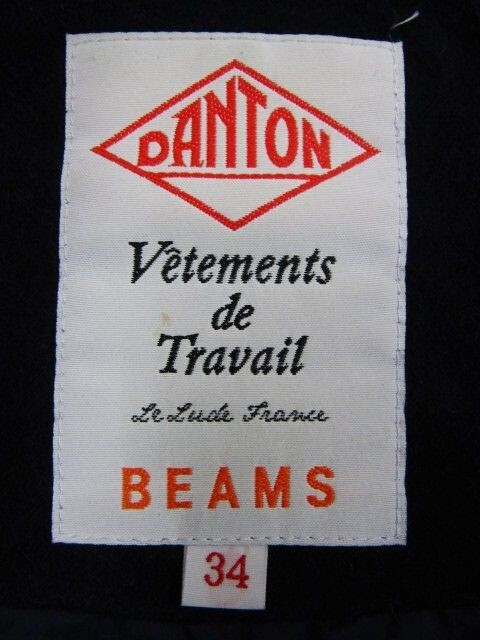 DANTON
Vêtements
de
Travail
Le Lude France
BEAMS
34